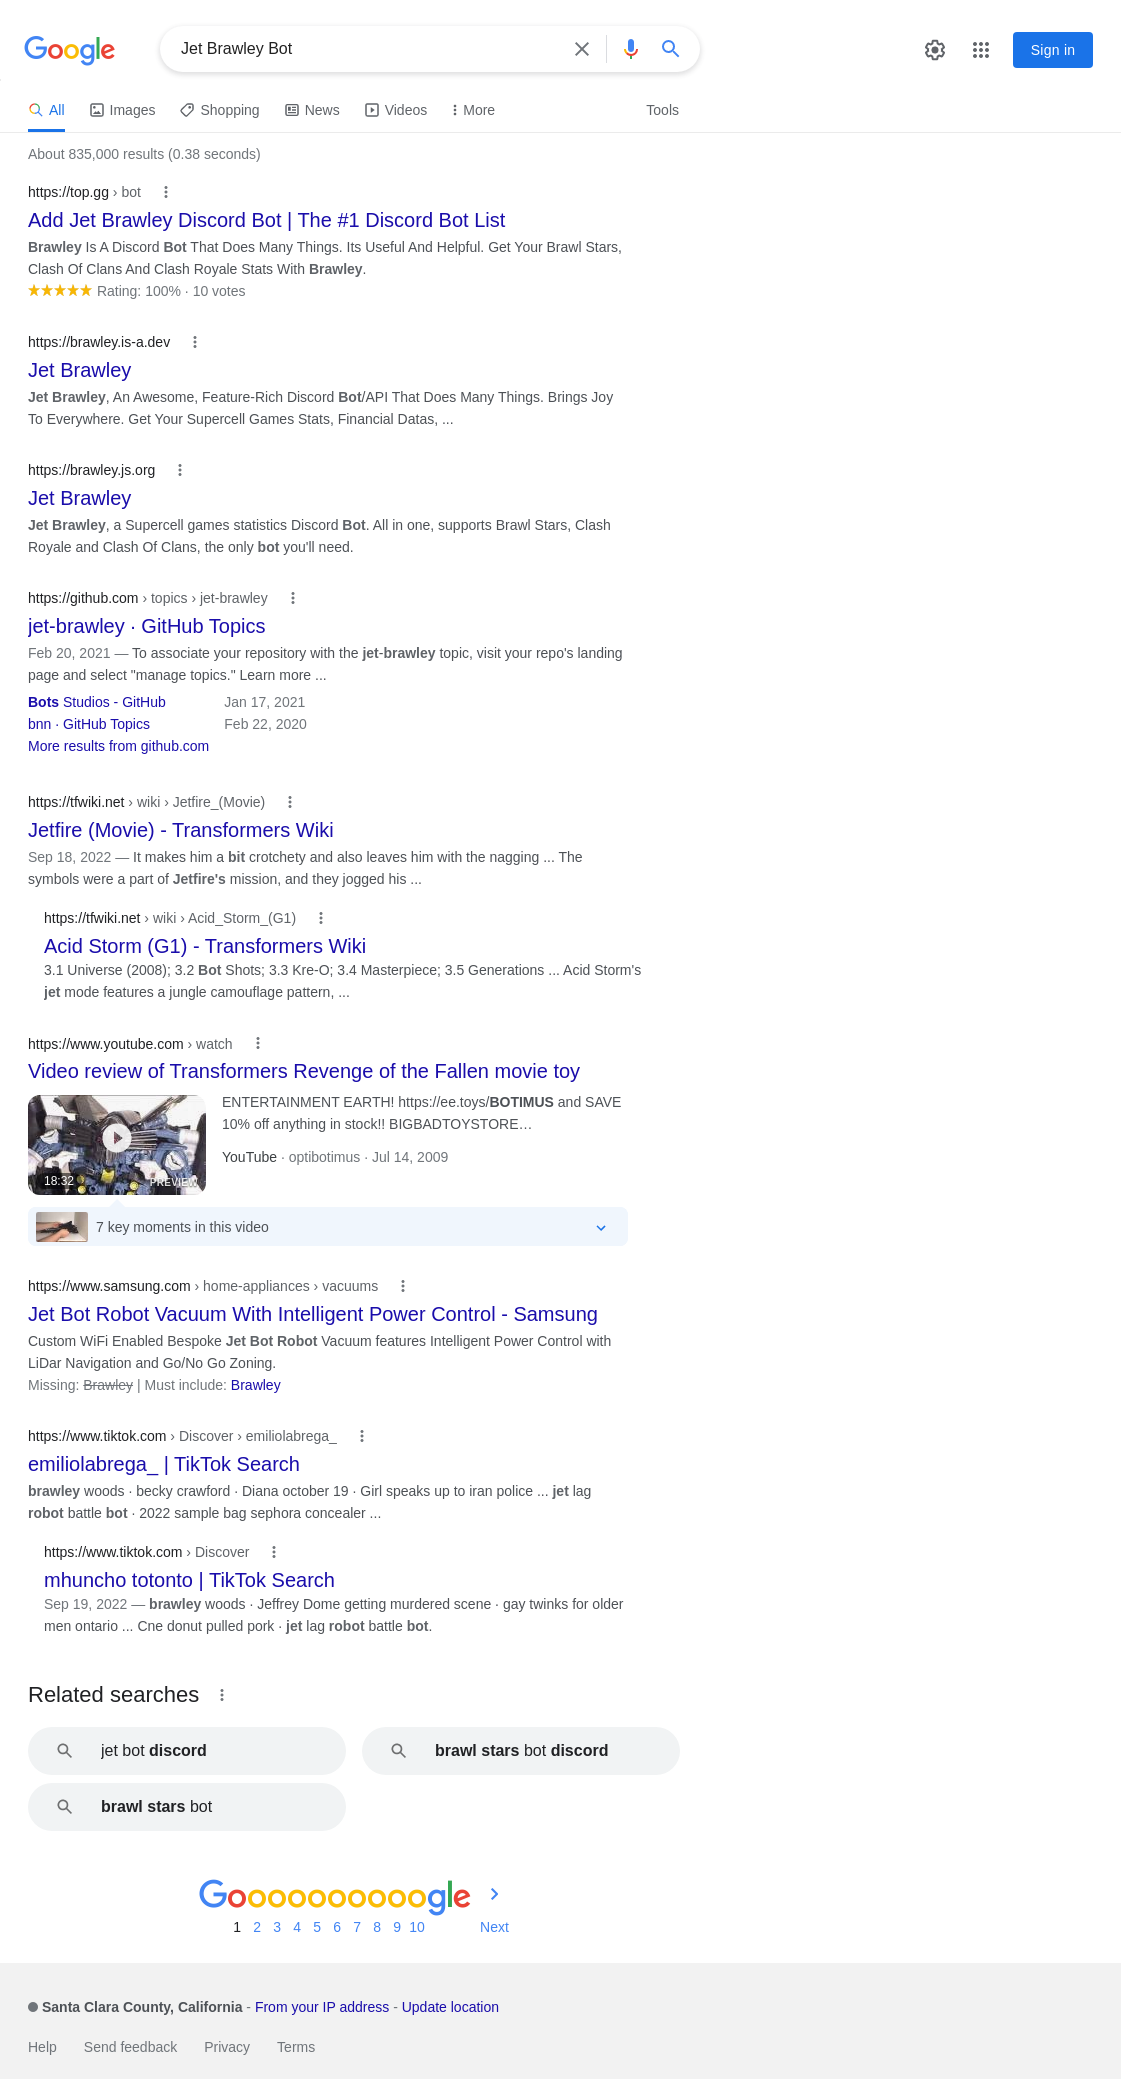 Google
Jet Brawley Bot
Sign in
All
Images
Shopping
News
Videos
More
Tools
About 835,000 results (0.38 seconds)
https://top.gg › bot
Add Jet Brawley Discord Bot | The #1 Discord Bot List
Brawley Is A Discord Bot That Does Many Things. Its Useful And Helpful. Get Your Brawl Stars,
Clash Of Clans And Clash Royale Stats With Brawley.
Rating: 100% · 10 votes
https://brawley.is-a.dev
Jet Brawley
Jet Brawley, An Awesome, Feature-Rich Discord Bot/API That Does Many Things. Brings Joy
To Everywhere. Get Your Supercell Games Stats, Financial Datas, ...
https://brawley.js.org
Jet Brawley
Jet Brawley, a Supercell games statistics Discord Bot. All in one, supports Brawl Stars, Clash
Royale and Clash Of Clans, the only bot you'll need.
https://github.com › topics › jet-brawley
jet-brawley · GitHub Topics
Feb 20, 2021 — To associate your repository with the jet-brawley topic, visit your repo's landing
page and select "manage topics." Learn more ...
Bots Studios - GitHub Jan 17, 2021
bnn · GitHub Topics Feb 22, 2020
More results from github.com
https://tfwiki.net › wiki › Jetfire_(Movie)
Jetfire (Movie) - Transformers Wiki
Sep 18, 2022 — It makes him a bit crotchety and also leaves him with the nagging ... The
symbols were a part of Jetfire's mission, and they jogged his ...
https://tfwiki.net › wiki › Acid_Storm_(G1)
Acid Storm (G1) - Transformers Wiki
3.1 Universe (2008); 3.2 Bot Shots; 3.3 Kre-O; 3.4 Masterpiece; 3.5 Generations ... Acid Storm's
jet mode features a jungle camouflage pattern, ...
https://www.youtube.com › watch
Video review of Transformers Revenge of the Fallen movie toy
ENTERTAINMENT EARTH! https://ee.toys/BOTIMUS and SAVE
10% off anything in stock!! BIGBADTOYSTORE…
YouTube · optibotimus · Jul 14, 2009
18:32
PREVIEW
7 key moments in this video
https://www.samsung.com › home-appliances › vacuums
Jet Bot Robot Vacuum With Intelligent Power Control - Samsung
Custom WiFi Enabled Bespoke Jet Bot Robot Vacuum features Intelligent Power Control with
LiDar Navigation and Go/No Go Zoning.
Missing: Brawley | Must include: Brawley
https://www.tiktok.com › Discover › emiliolabrega_
emiliolabrega_ | TikTok Search
brawley woods · becky crawford · Diana october 19 · Girl speaks up to iran police ... jet lag
robot battle bot · 2022 sample bag sephora concealer ...
https://www.tiktok.com › Discover
mhuncho totonto | TikTok Search
Sep 19, 2022 — brawley woods · Jeffrey Dome getting murdered scene · gay twinks for older
men ontario ... Cne donut pulled pork · jet lag robot battle bot.
Related searches
jet bot discord
brawl stars bot discord
brawl stars bot
Goooooooooogle
1 2 3 4 5 6 7 8 9 10 Next
Santa Clara County, California - From your IP address - Update location
Help Send feedback Privacy Terms